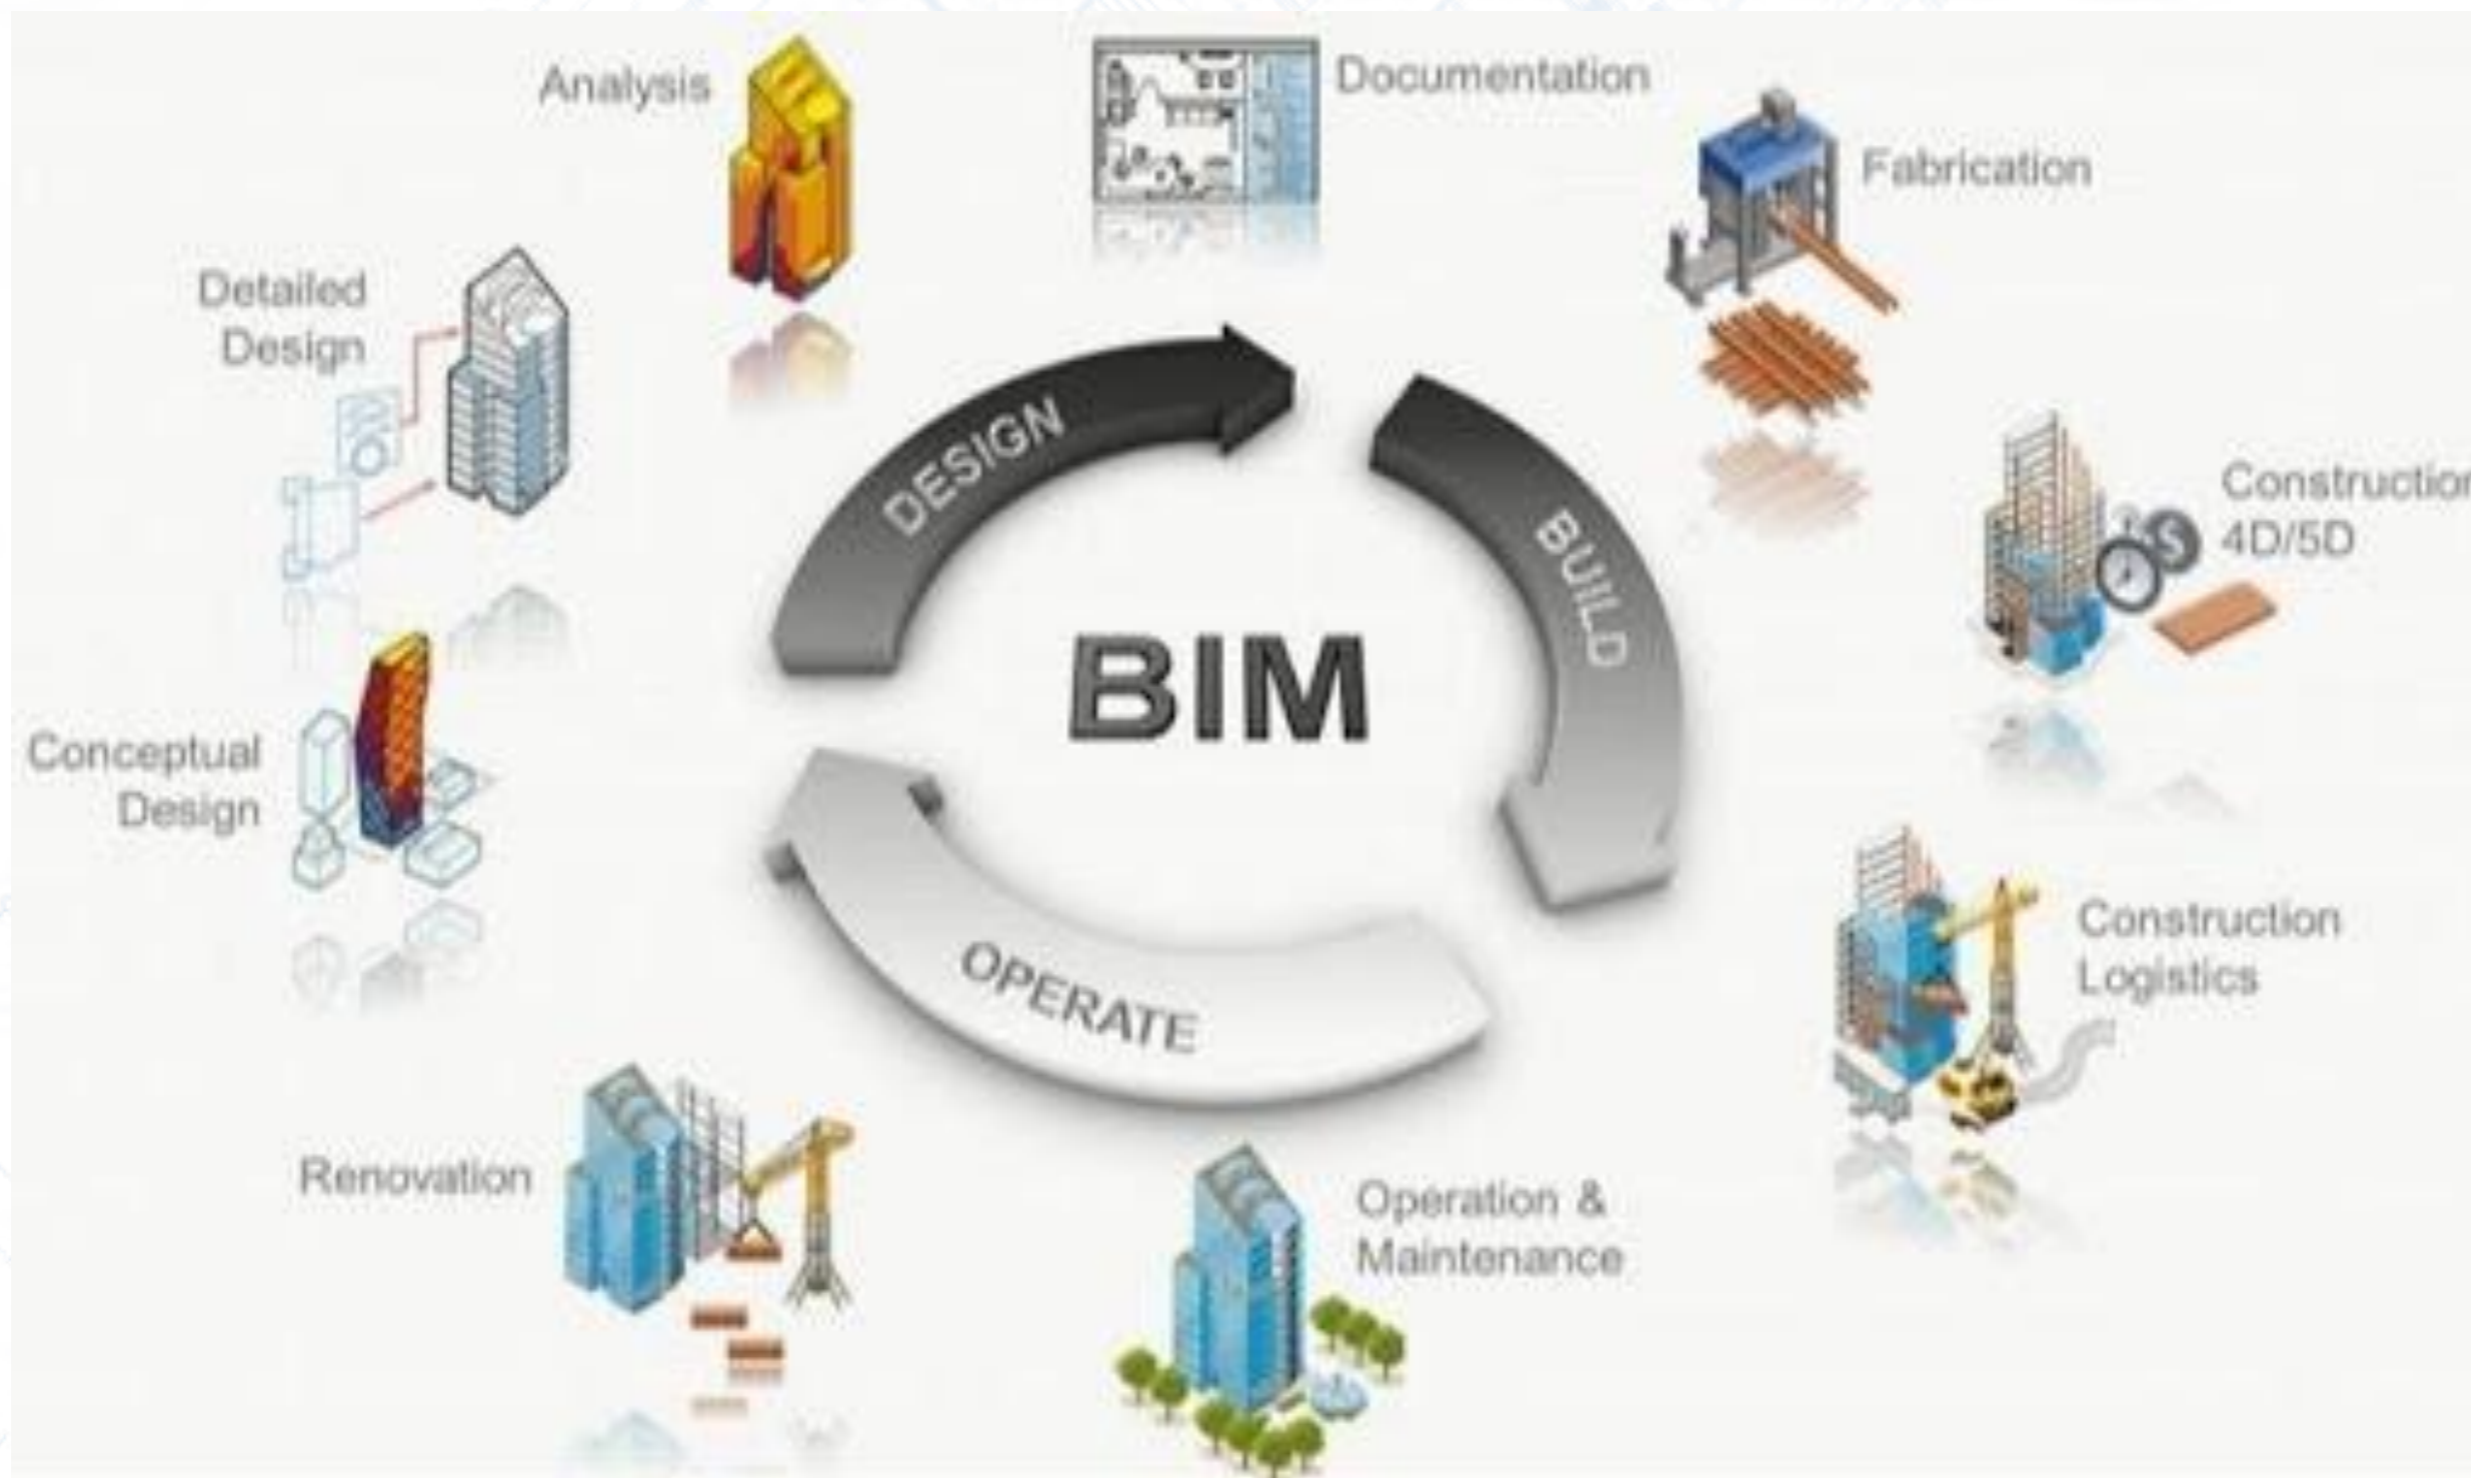 Analysis
Documentation
Fabrication
Detailed
Design
DESIGN
Construction
4D/5D
BUILD
BIM
Conceptual
Design
Construction
Logistics
OPERATE
Renovation
Operation &
Maintenance